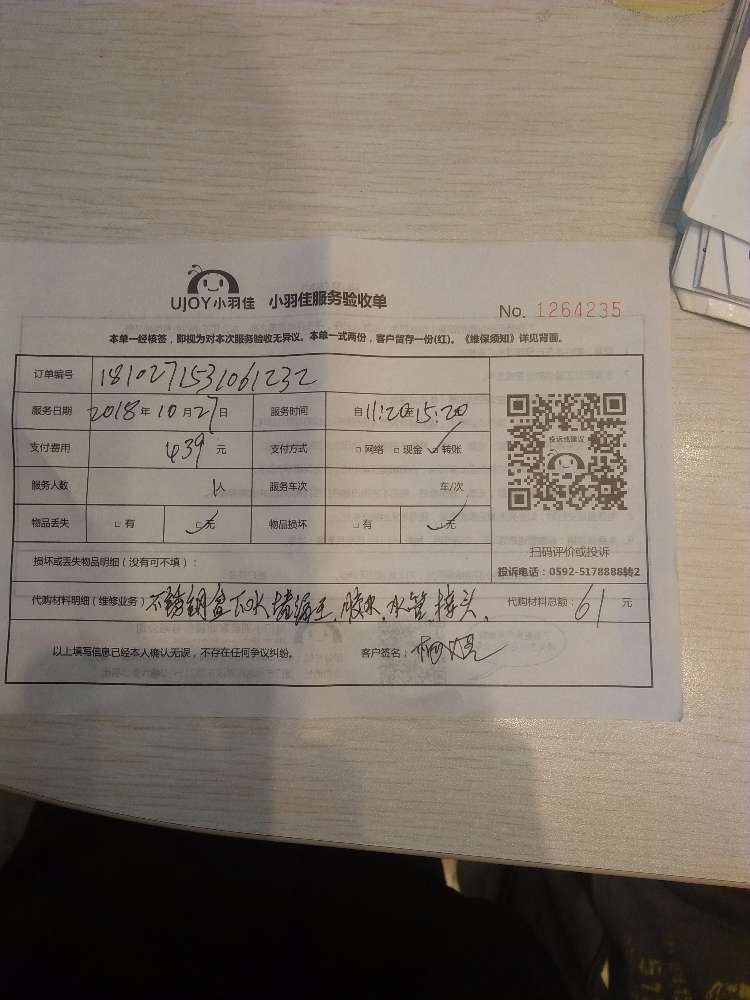 UJOY小羽佳 小羽佳服务验收单
No. 1264235
本单一经核签，即视为对本次服务验收无异议。本单一式两份，客户留存一份(红)。《维保须知》详见背面。
订单编号 1810271531061232
服务日期 2018年10月27日 服务时间 自11:20至15:20
支付费用 439元 支付方式 □网络 □现金 □转账
服务人数 人 服务车次 车/次
物品丢失 □有 □无 物品损坏 □有 □无
投诉或建议
扫码评价或投诉
投诉电话：0592-5178888转2
损坏或丢失物品明细（没有可不填）：
代购材料明细（维修业务） 不锈钢 堵漏王、胶水、水管、接头、 代购材料总额：61元
以上填写信息已经本人确认无误，不存在任何争议纠纷。 客户签名：